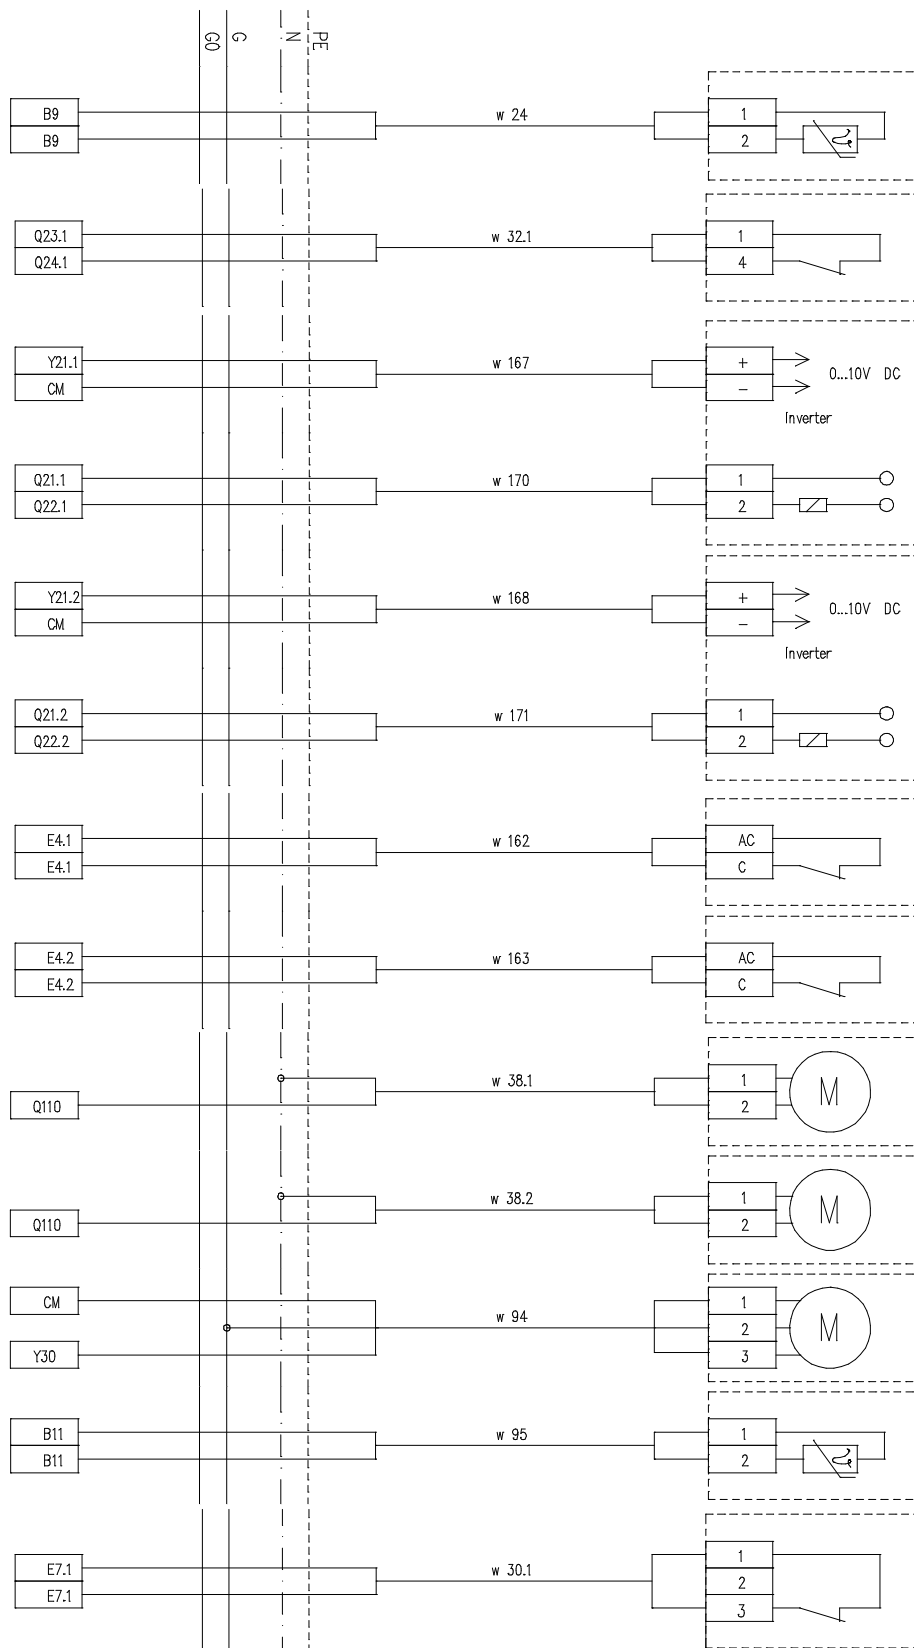 G0 G N PE
B9 w 24 1
B9 2
Q23.1 w 32.1 1
Q24.1 4
Y21.1 w 167 + 0...10V DC
CM −
Inverter
Q21.1 w 170 1
Q22.1 2
Y21.2 w 168 + 0...10V DC
CM −
Inverter
Q21.2 w 171 1
Q22.2 2
E4.1 w 162 AC
E4.1 C
E4.2 w 163 AC
E4.2 C
w 38.1 1 M
Q110 2
w 38.2 1 M
Q110 2
CM 1
w 94 2 M
Y30 3
B11 w 95 1
B11 2
1
E7.1 w 30.1 2
E7.1 3